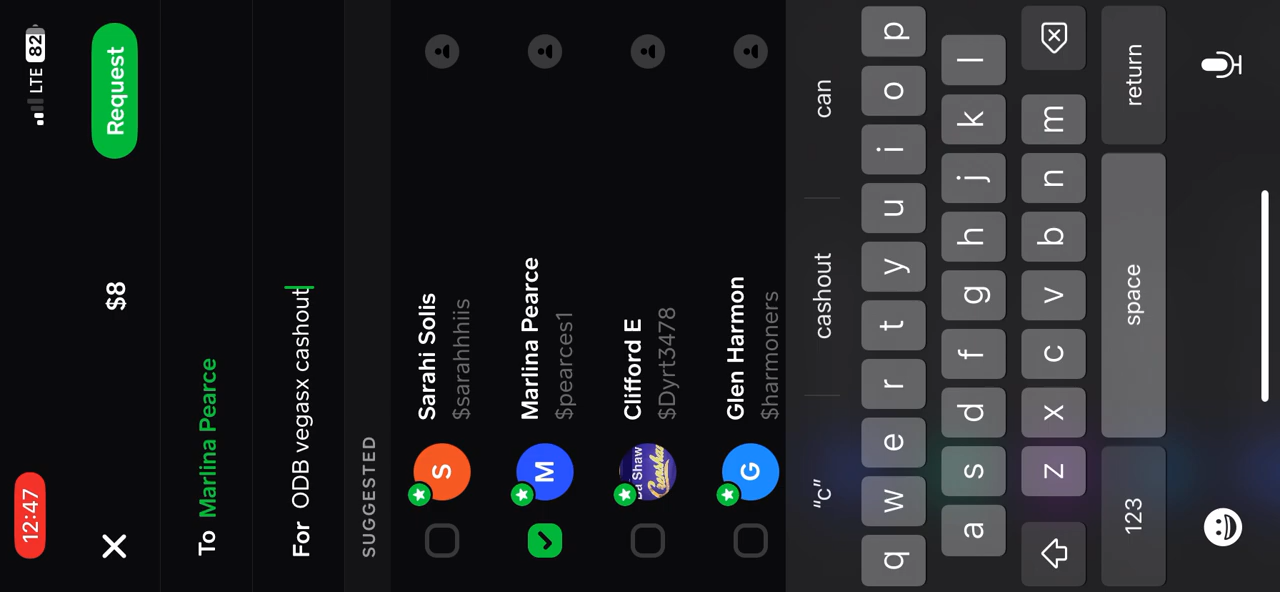 12:47
LTE 82
$8
Request
To Marlina Pearce
For ODB vegasx cashout
SUGGESTED
S
Sarahi Solis
$sarahhhiis
M
Marlina Pearce
$pearces1
Clifford E
$Dyrt3478
G
Glen Harmon
$harmoners
"c" cashout can
q w e r t y u i o p
a s d f g h j k l
z x c v b n m
123 space return